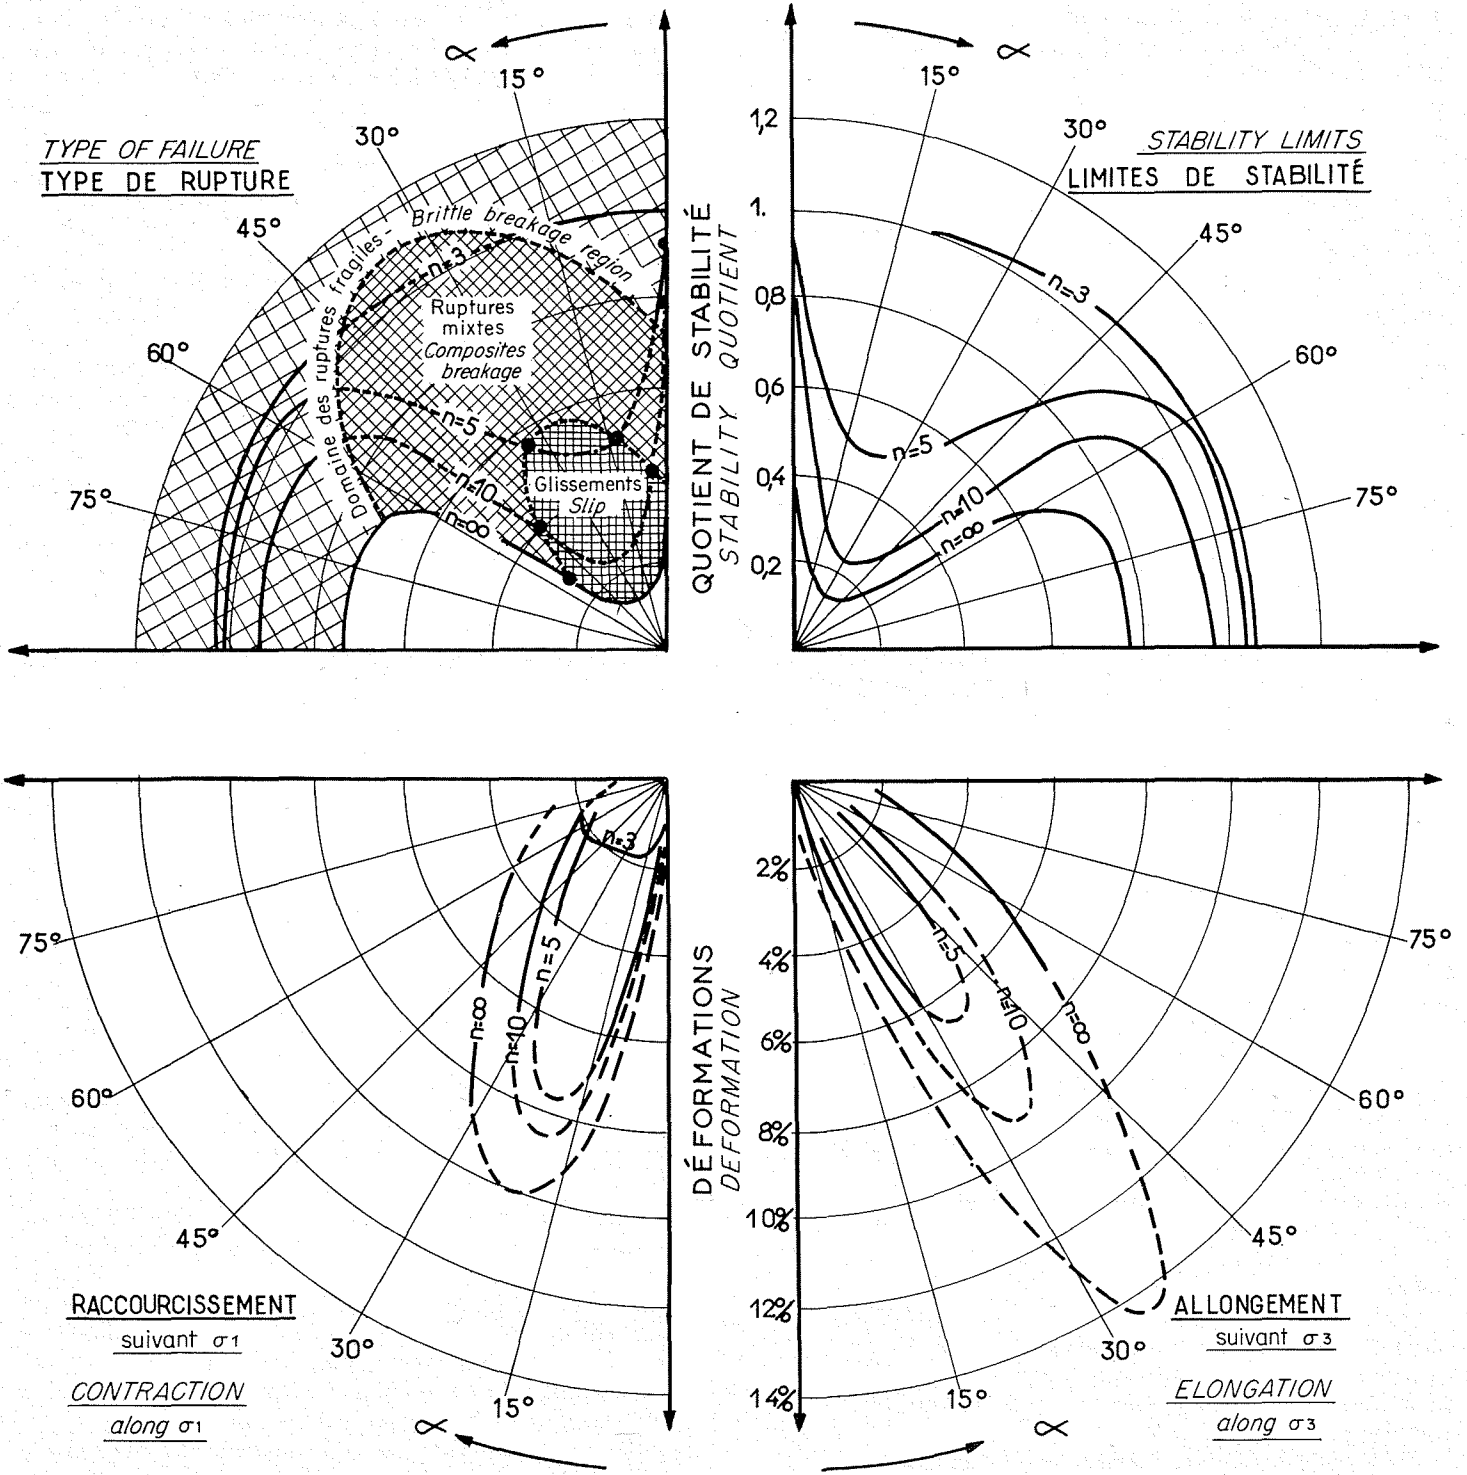 α
15°
30°
45°
60°
75°
TYPE OF FAILURE
TYPE DE RUPTURE
Domaine des ruptures fragiles - Brittle breakage region
n=3
Ruptures
mixtes
Composites
breakage
n=5
n=10
n=∞
Glissements
Slip
QUOTIENT DE STABILITÉ
STABILITY QUOTIENT
1,2
1.
0,8
0,6
0,4
0,2
α
15°
30°
45°
60°
75°
STABILITY LIMITS
LIMITES DE STABILITÉ
n=3
n=5
n=10
n=∞
75°
60°
45°
30°
15°
α
n=3
n=5
n=10
n=∞
RACCOURCISSEMENT
suivant σ1
CONTRACTION
along σ1
DÉFORMATIONS
DEFORMATION
2%
4%
6%
8%
10%
12%
14%
n=5
n=10
n=∞
75°
60°
45°
30°
15°
α
ALLONGEMENT
suivant σ3
ELONGATION
along σ3